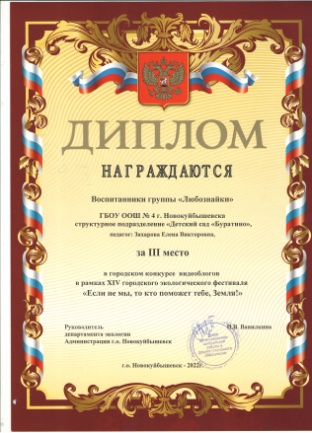 ДИПЛОМ
НАГРАЖДАЮТСЯ
Воспитанники группы «Любознайки»
ГБОУ ООШ № 4 г. Новокуйбышевска
структурное подразделение «Детский сад «Буратино»,
педагог: Захарова Елена Викторовна,
за III место
в городском конкурсе видеоблогов
в рамках XIV городского экологического фестиваля
«Если не мы, то кто поможет тебе, Земля!»
Руководитель
департамента экологии
Администрации г.о. Новокуйбышевск
г.о. Новокуйбышевск - 2022г.